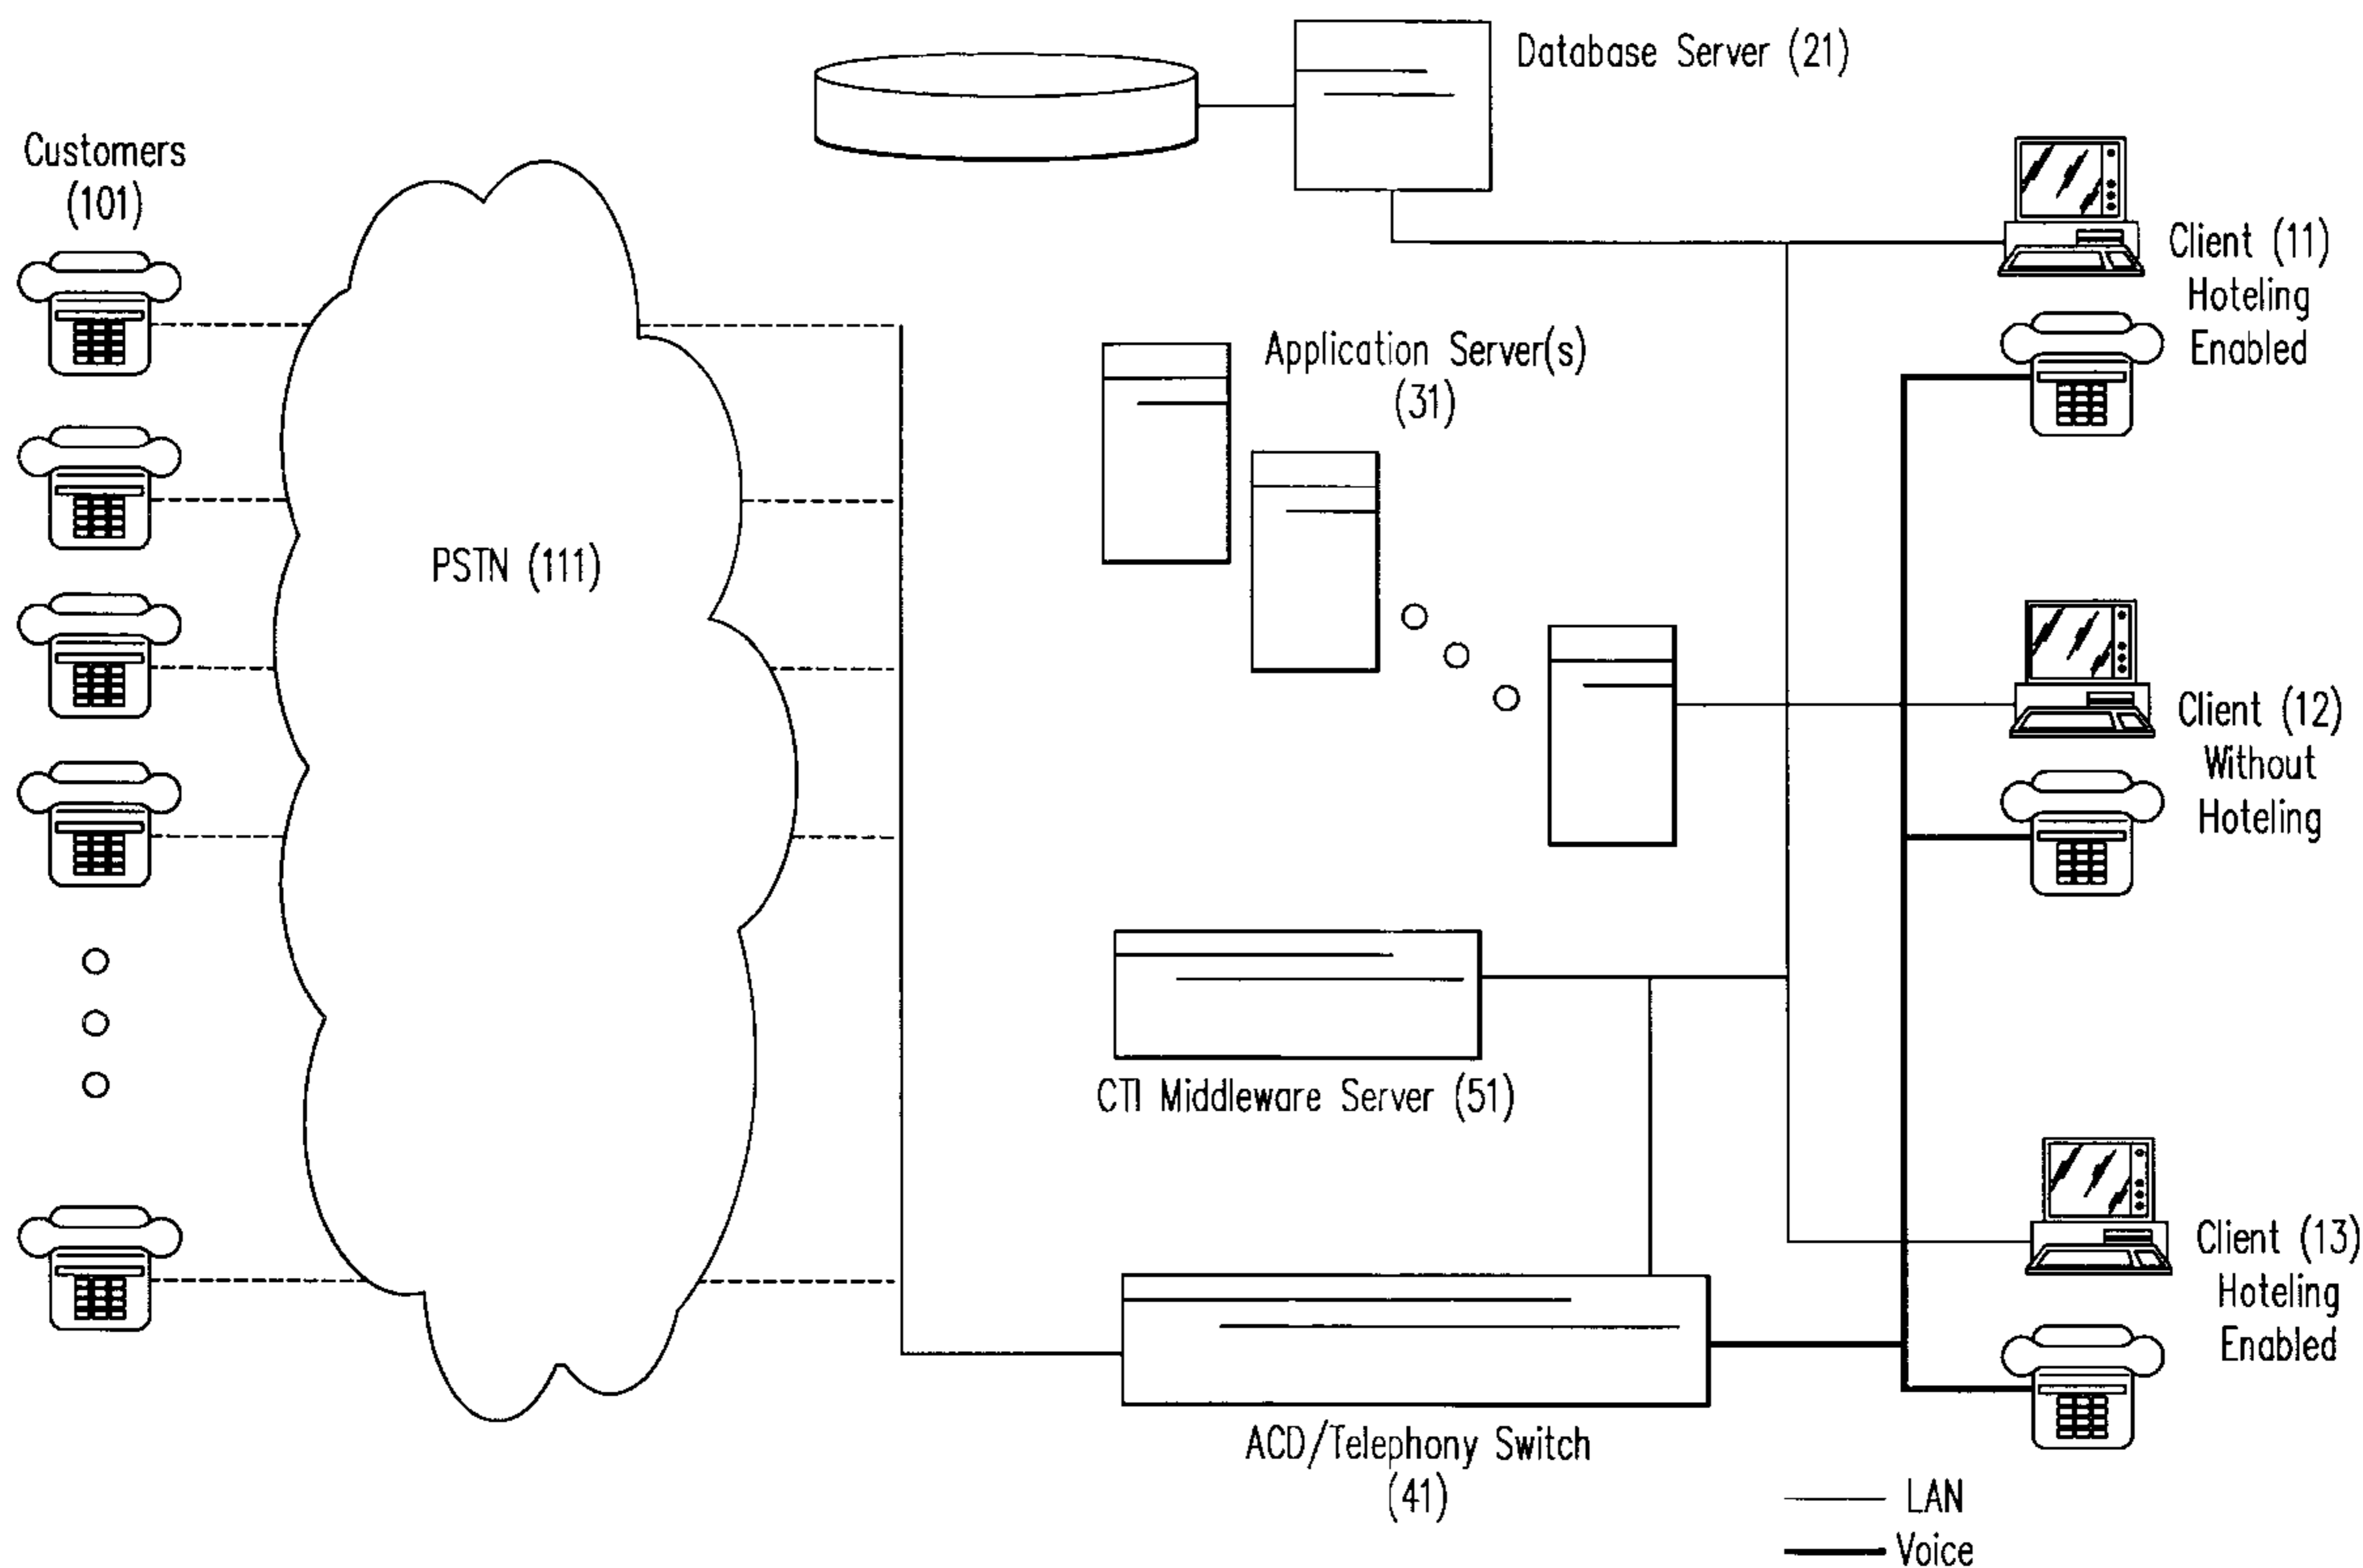 Database Server (21)
Customers
(101)
Client (11)
Hoteling
Enabled
Application Server(s)
(31)
PSTN (111)
Client (12)
Without
Hoteling
CTI Middleware Server (51)
Client (13)
Hoteling
Enabled
ACD/Telephony Switch
(41)
LAN
Voice